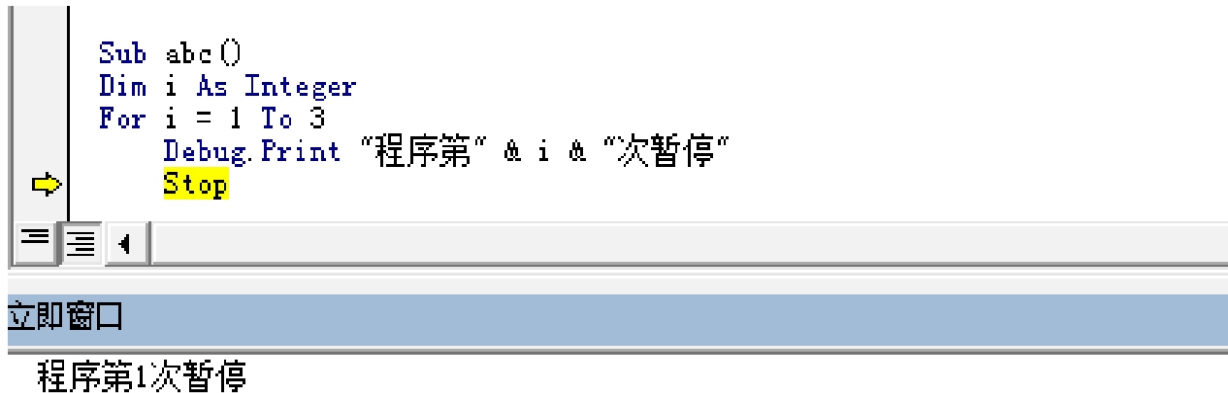 Sub abc()
Dim i As Integer
For i = 1 To 3
Debug.Print "程序第" & i & "次暂停"
Stop
立即窗口
程序第1次暂停